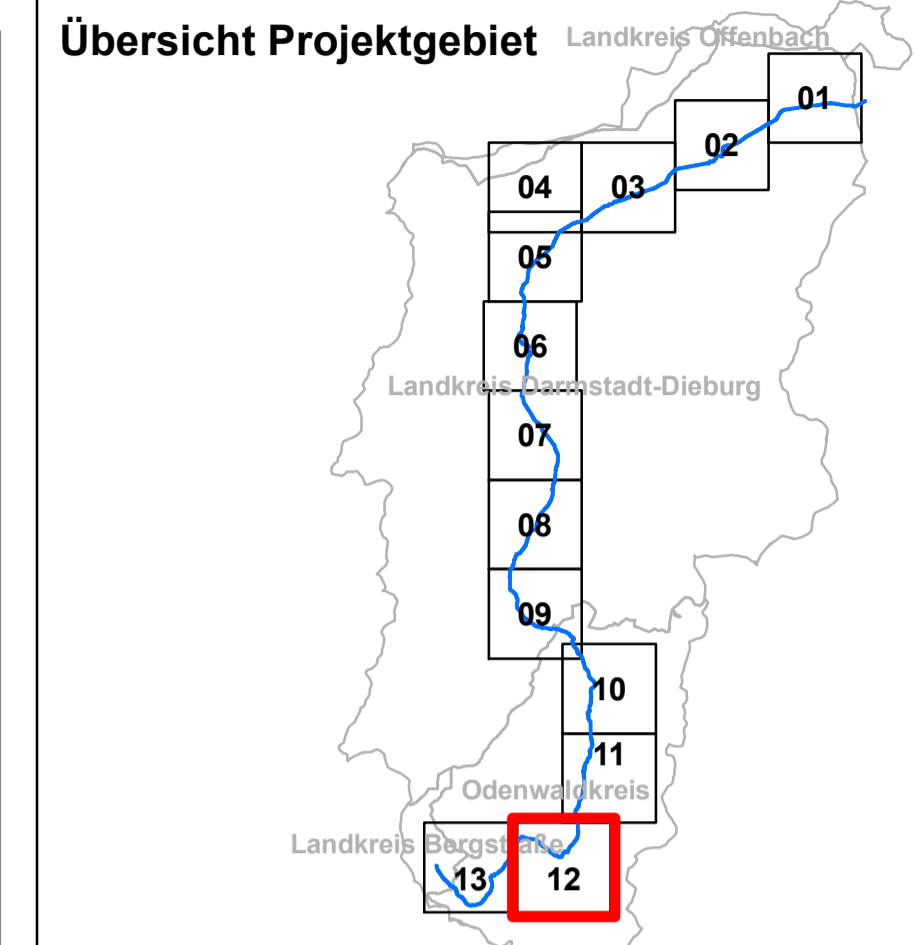 Übersicht Projektgebiet
Landkreis Offenbach
01
02
03
04
05
06
Landkreis Darmstadt-Dieburg
07
08
09
10
11
Odenwaldkreis
Landkreis Bergstraße
12
13